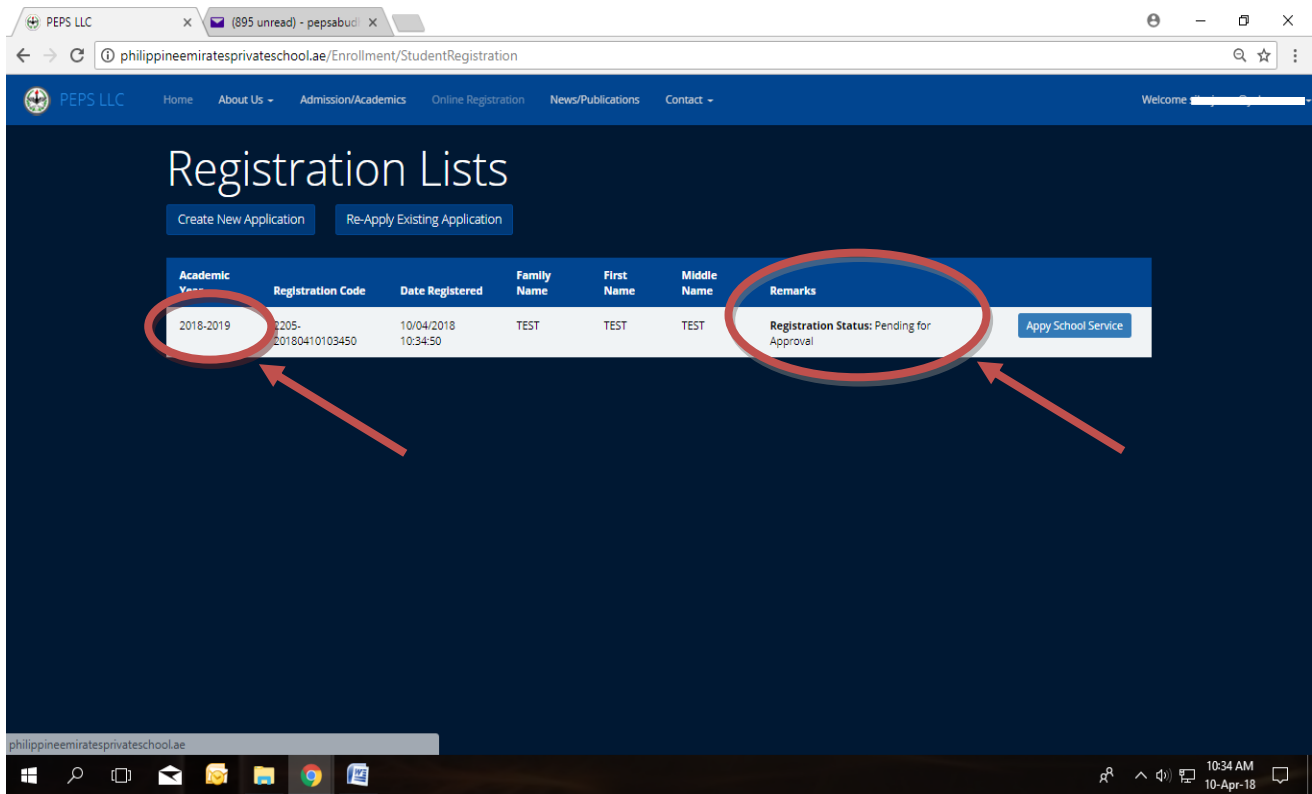 PEPS LLC
(895 unread) - pepsabudi
philippineemiratesprivateschool.ae/Enrollment/StudentRegistration
PEPS LLC Home About Us Admission/Academics Online Registration News/Publications Contact Welcome
Registration Lists
Create New Application Re-Apply Existing Application
Academic Family First Middle
Year Registration Code Date Registered Name Name Name Remarks
2018-2019 2205- 10/04/2018 TEST TEST TEST Registration Status: Pending for Appy School Service
20180410103450 10:34:50 Approval
philippineemiratesprivateschool.ae
10:34 AM
10-Apr-18